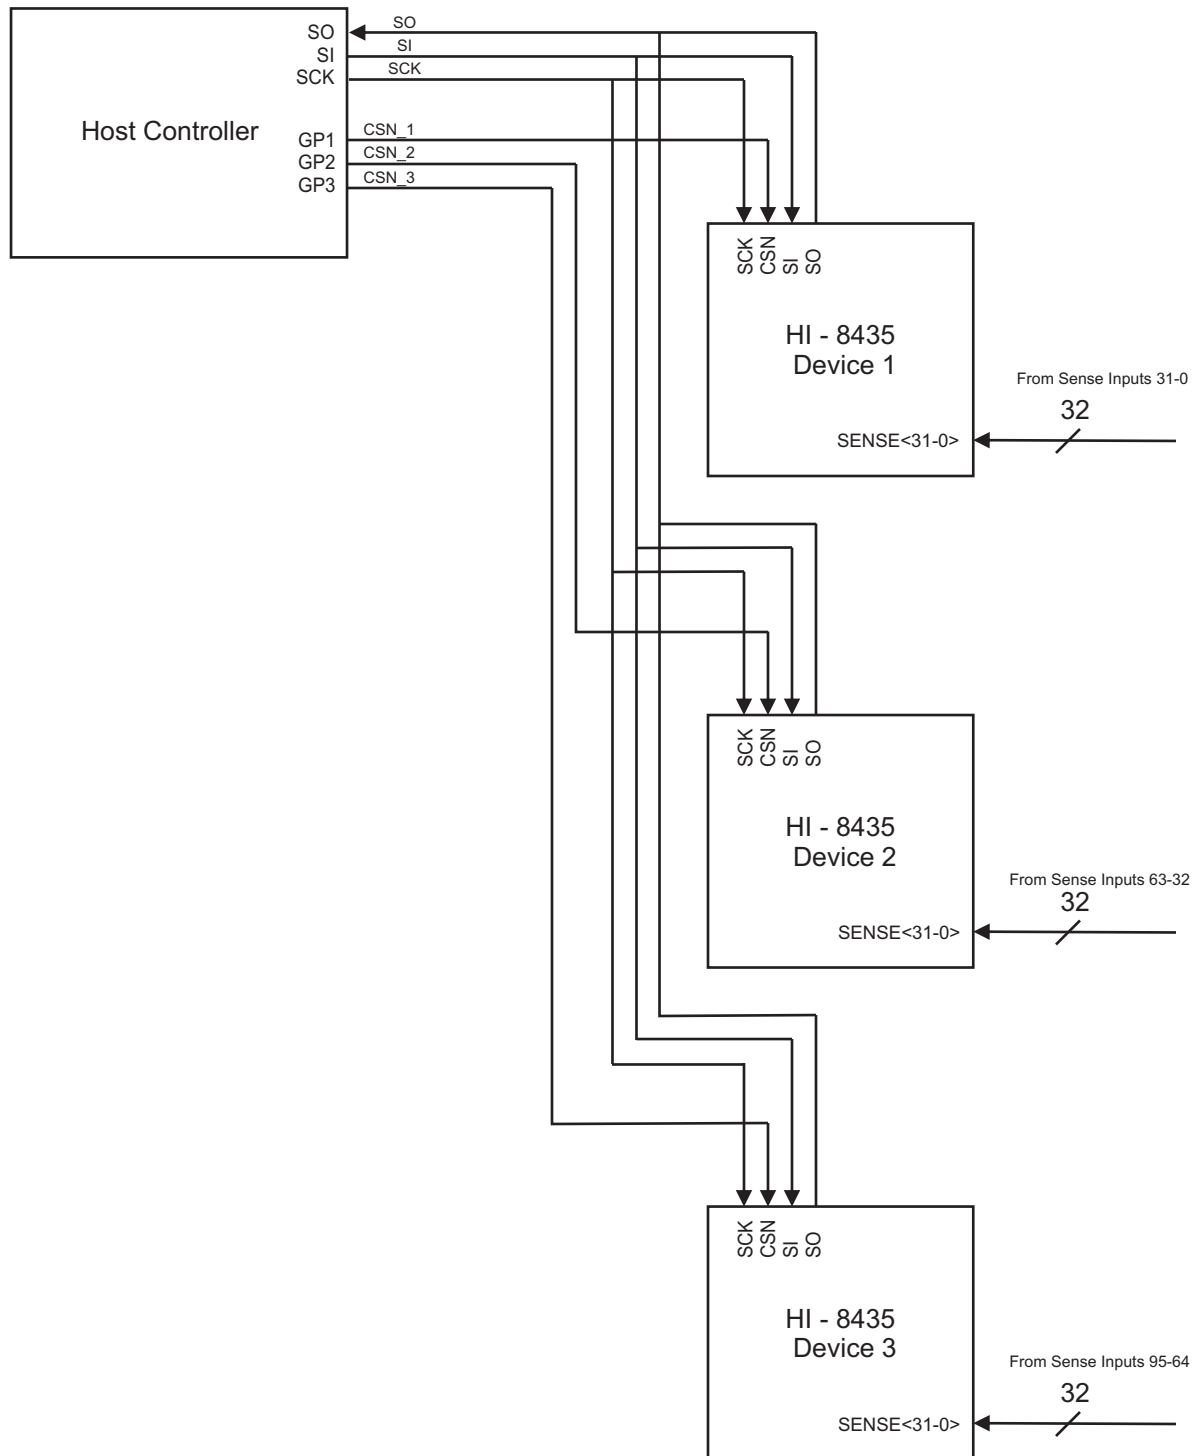 SO
SI
SCK
Host Controller
GP1
GP2
GP3
SO
SI
SCK
CSN_1
CSN_2
CSN_3
SCK
CSN
SI
SO
HI - 8435
Device 1
SENSE<31-0>
From Sense Inputs 31-0
32
SCK
CSN
SI
SO
HI - 8435
Device 2
SENSE<31-0>
From Sense Inputs 63-32
32
SCK
CSN
SI
SO
HI - 8435
Device 3
SENSE<31-0>
From Sense Inputs 95-64
32